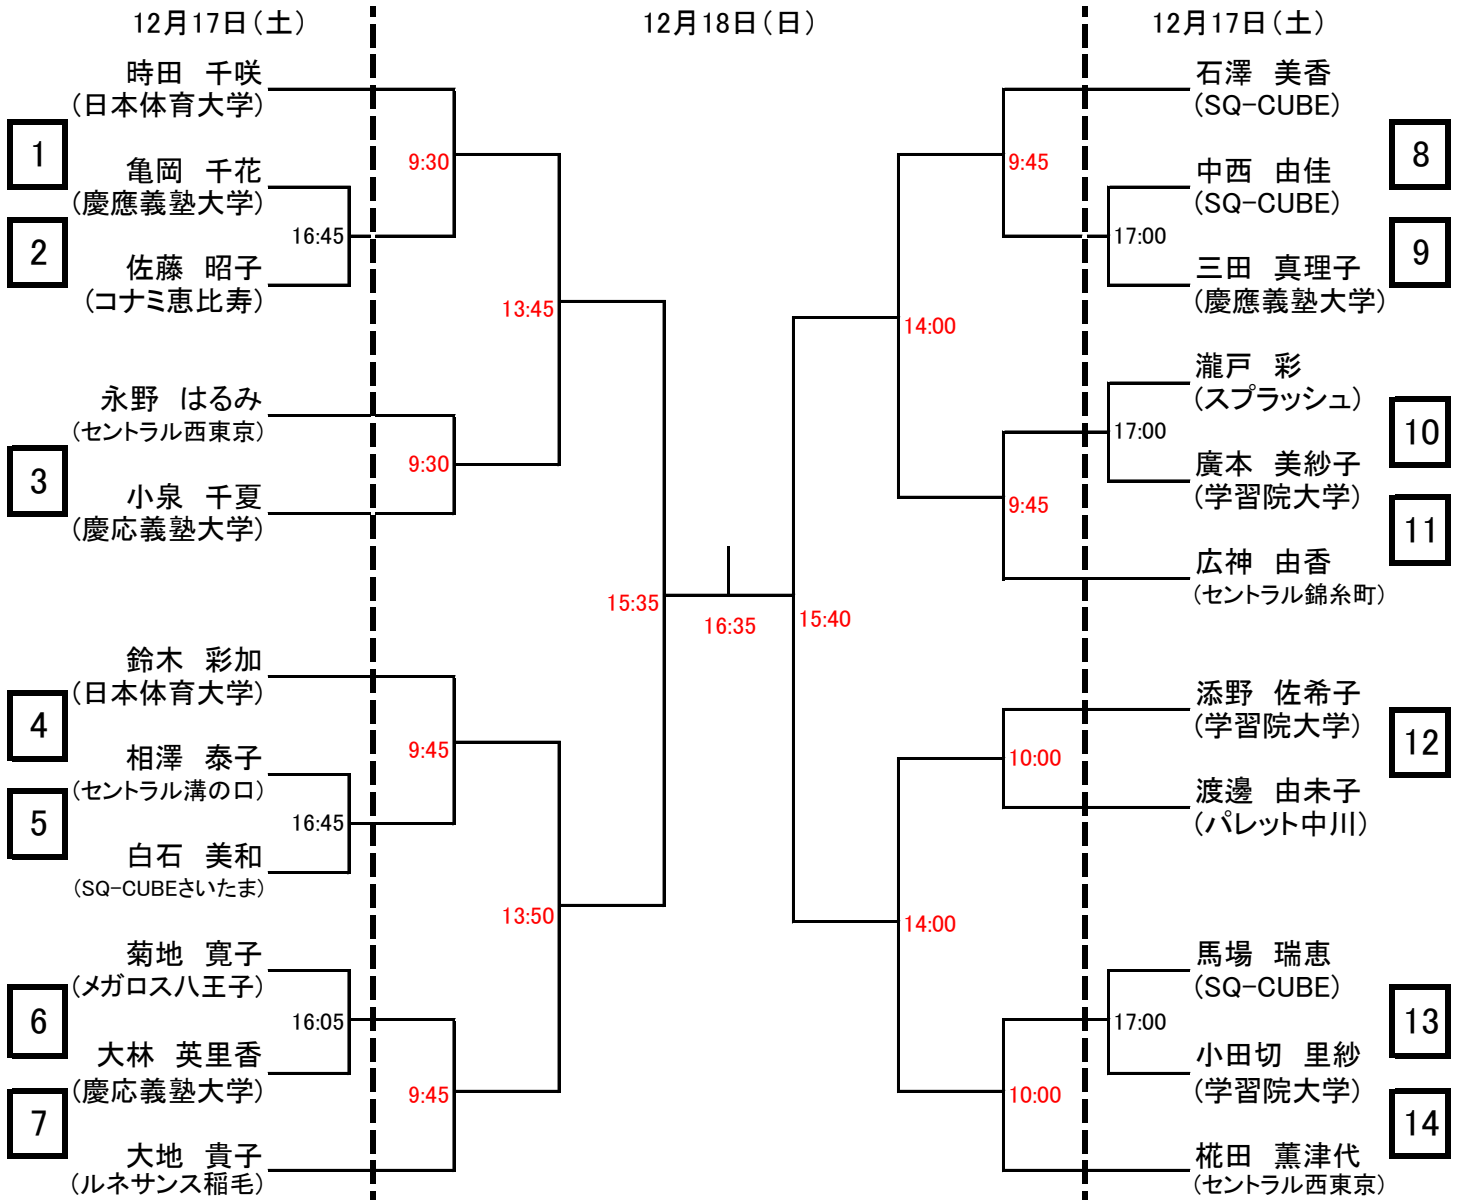 12月17日（土）
12月18日（日）
12月17日（土）
時田　千咲
（日本体育大学）
1
亀岡　千花
（慶應義塾大学）
2
16:45
佐藤　昭子
（コナミ恵比寿）
9:30
永野　はるみ
（セントラル西東京）
3
小泉　千夏
（慶応義塾大学）
9:30
13:45
鈴木　彩加
（日本体育大学）
4
相澤　泰子
（セントラル溝の口）
5
16:45
白石　美和
（SQ-CUBEさいたま）
9:45
菊地　寛子
（メガロス八王子）
6
16:05
大林　英里香
（慶応義塾大学）
7
9:45
大地　貴子
（ルネサンス稲毛）
13:50
15:35
16:35
15:40
石澤　美香
（SQ-CUBE）
8
9:45
中西　由佳
（SQ-CUBE）
17:00
9
三田　真理子
（慶應義塾大学）
14:00
瀧戸　彩
（スプラッシュ）
17:00
10
廣本　美紗子
（学習院大学）
9:45
11
広神　由香
（セントラル錦糸町）
添野　佐希子
（学習院大学）
10:00
12
渡邊　由未子
（パレット中川）
14:00
馬場　瑞恵
（SQ-CUBE）
17:00
13
小田切　里紗
（学習院大学）
10:00
14
椛田　薫津代
（セントラル西東京）